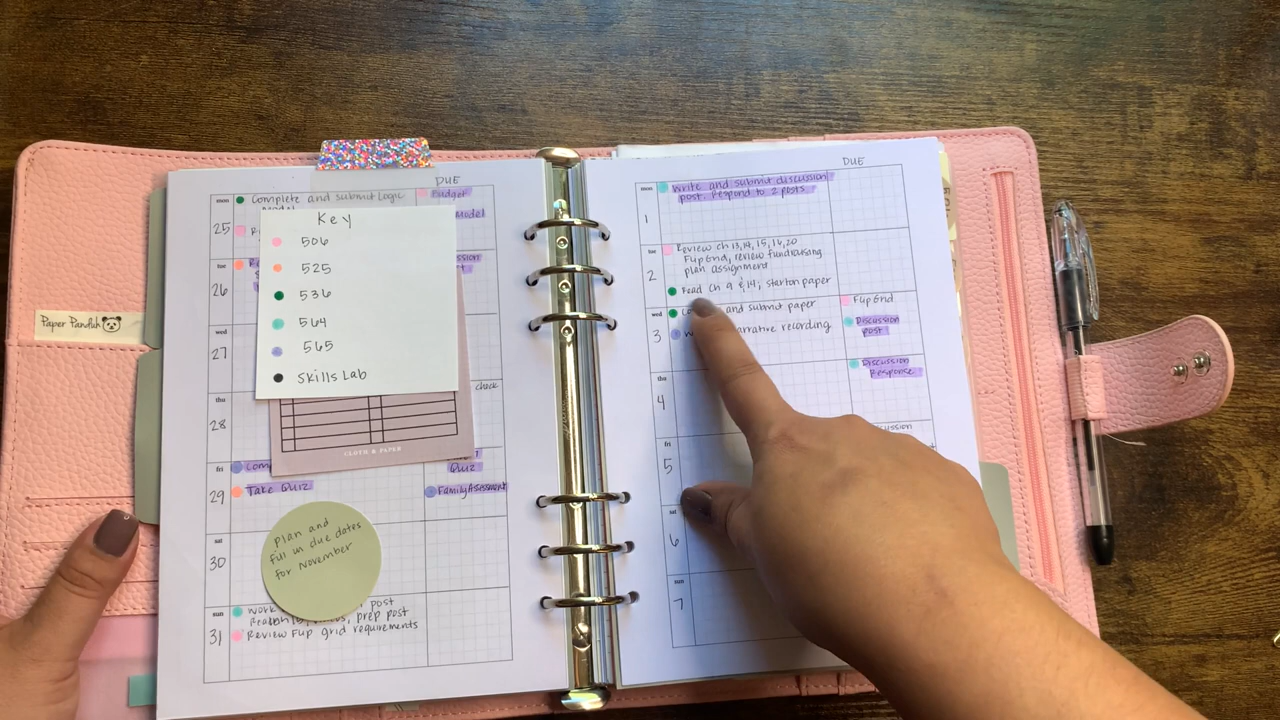 DUE
mon
25
Complete and submit Logic
Budget
Model
Key
506
525
536
564
565
Skills Lab
tue
26
wed
27
thu
28
check
CLOTH & PAPER
fri
29
Quiz
Take Quiz
Family Assessment
sat
30
Plan and
fill in due dates
for November
sun
31
post
prep post
Review Flip grid requirements
Paper Panduh
DUE
mon
1
Write and submit discussion
post. Respond to 2 posts
tue
2
Review ch 13, 14, 15, 16, 20
Flip Grid, review fundraising
plan assignment
Read ch 9 & 14; start on paper
wed
3
and submit paper
narrative recording
Flip Grid
Discussion
post
thu
4
Discussion
Response
fri
5
sat
6
sun
7